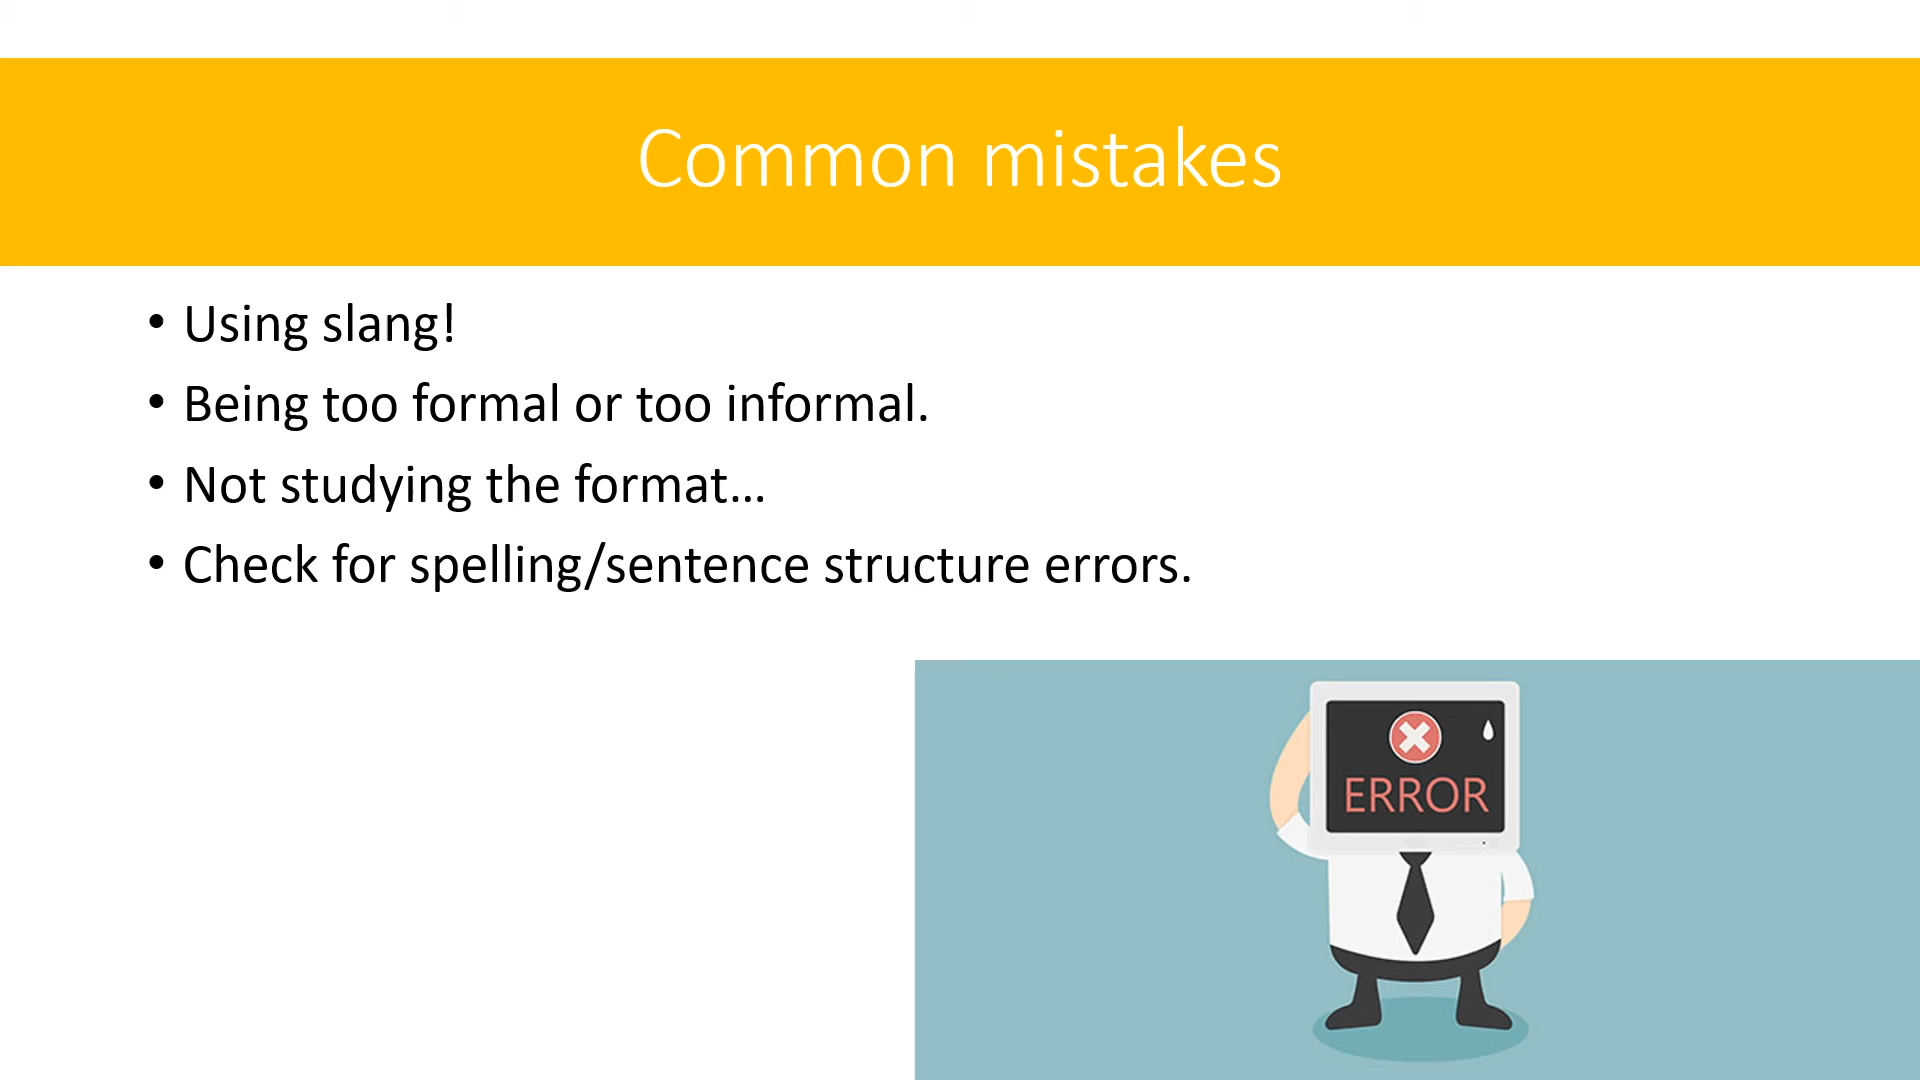 Common mistakes
• Using slang!
• Being too formal or too informal.
• Not studying the format…
• Check for spelling/sentence structure errors.
ERROR